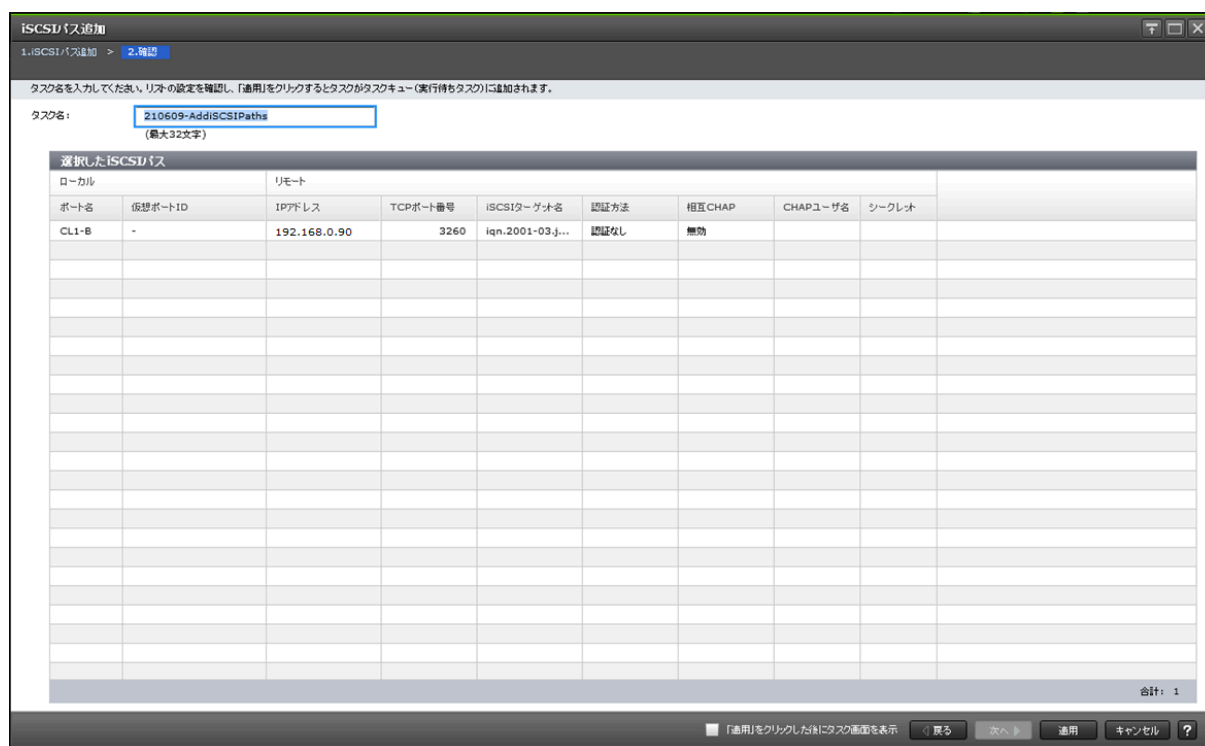 iSCSIパス追加
1.iSCSIパス追加 > 2.確認
タスク名を入力してください。リストの設定を確認し、「適用」をクリックするとタスクがタスクキュー(実行待ちタスク)に追加されます。
タスク名: 210609-AddiSCSIPaths
(最大32文字)
選択したiSCSIパス
ローカル リモート
ポート名 仮想ポートID IPアドレス TCPポート番号 iSCSIターゲット名 認証方法 相互CHAP CHAPユーザ名 シークレット
CL1-B - 192.168.0.90 3260 iqn.2001-03.j... 認証なし 無効
合計: 1
「適用」をクリックした後にタスク画面を表示 戻る 次へ 適用 キャンセル ?